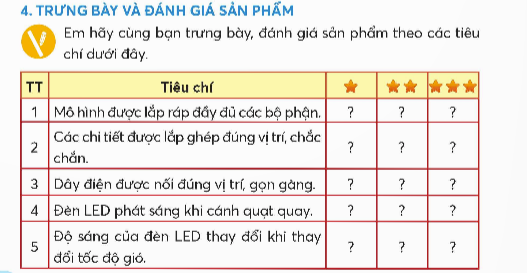 4. TRƯNG BÀY VÀ ĐÁNH GIÁ SẢN PHẨM
Em hãy cùng bạn trưng bày, đánh giá sản phẩm theo các tiêu
chí dưới đây.
TT Tiêu chí
1 Mô hình được lắp ráp đầy đủ các bộ phận. ? ? ?
2 Các chi tiết được lắp ghép đúng vị trí, chắc
chắn. ? ? ?
3 Dây điện được nối đúng vị trí, gọn gàng. ? ? ?
4 Đèn LED phát sáng khi cánh quạt quay. ? ? ?
5 Độ sáng của đèn LED thay đổi khi thay
đổi tốc độ gió. ? ? ?